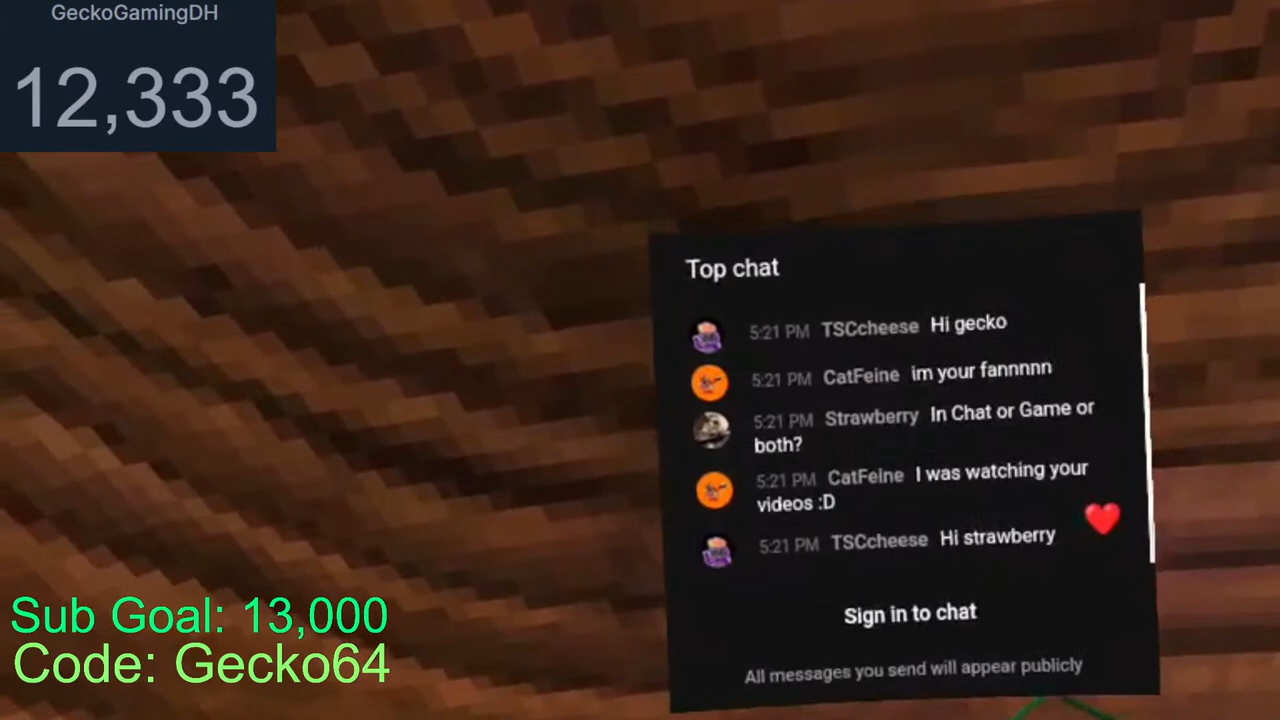 GeckoGamingDH
12,333
Top chat
5:21 PM TSCcheese Hi gecko
5:21 PM CatFeine im your fannnnn
5:21 PM Strawberry In Chat or Game or
both?
5:21 PM CatFeine I was watching your
videos :D
5:21 PM TSCcheese Hi strawberry
Sign in to chat
All messages you send will appear publicly
Sub Goal: 13,000
Code: Gecko64